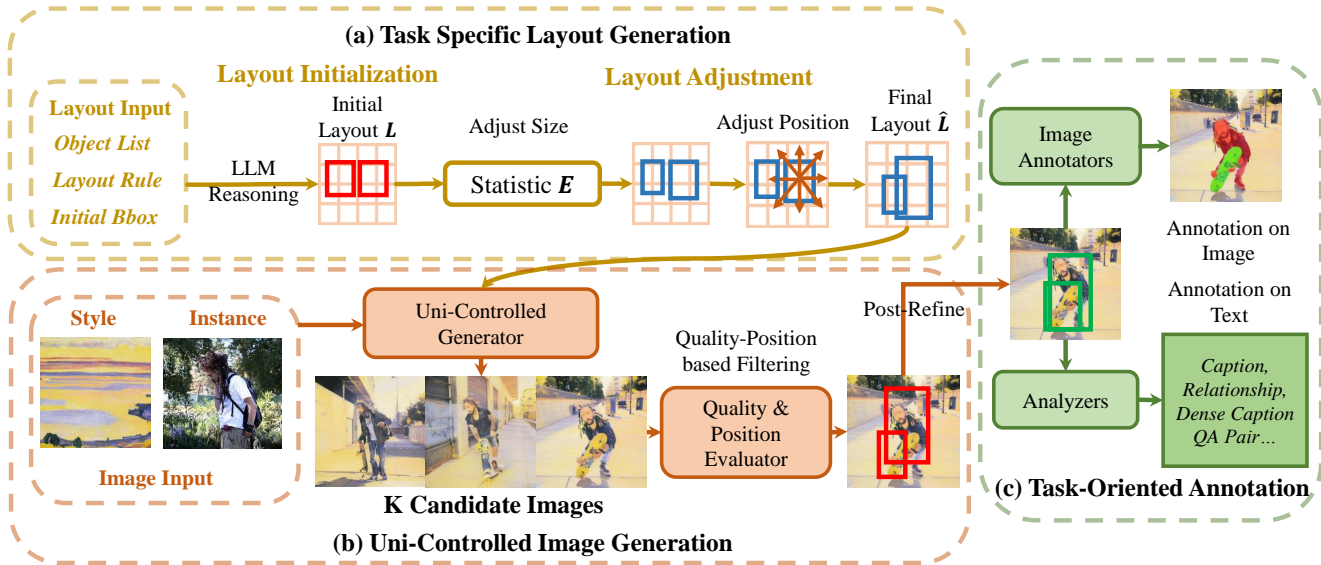 (a) Task Specific Layout Generation
Layout Initialization
Layout Adjustment
Layout Input
Object List
Layout Rule
Initial Bbox
LLM
Reasoning
Initial
Layout L
Adjust Size
Statistic E
Adjust Position
Final
Layout L̂
Style
Instance
Image Input
Uni-Controlled
Generator
K Candidate Images
Quality-Position
based Filtering
Quality &
Position
Evaluator
Post-Refine
(b) Uni-Controlled Image Generation
Image
Annotators
Annotation on
Image
Annotation on
Text
Analyzers
Caption,
Relationship,
Dense Caption
QA Pair…
(c) Task-Oriented Annotation